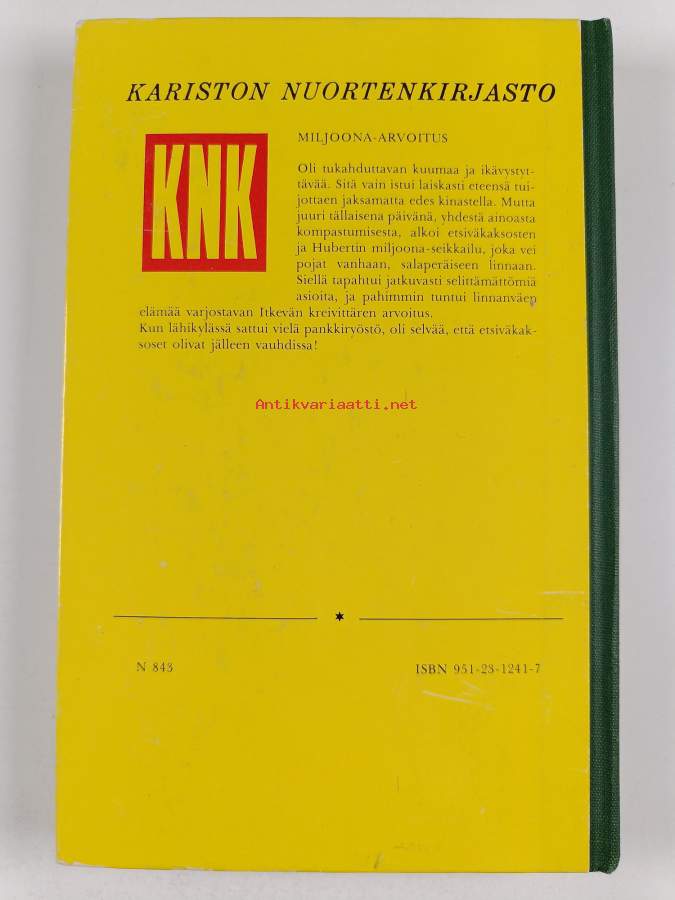 KARISTON NUORTENKIRJASTO
KNK
MILJOONA-ARVOITUS
Oli tukahduttavan kuumaa ja ikävystyt-
tävää. Sitä vain istui laiskasti eteensä tui-
jottaen jaksamatta edes kinastella. Mutta
juuri tällaisena päivänä, yhdestä ainoasta
kompastumisesta, alkoi etsiväkaksosten
ja Hubertin miljoona-seikkailu, joka vei
pojat vanhaan, salaperäiseen linnaan.
Siellä tapahtui jatkuvasti selittämättömiä
asioita, ja pahimmin tuntui linnanväen
elämää varjostavan Itkevän kreivittären arvoitus.
Kun lähikylässä sattui vielä pankkiryöstö, oli selvää, että etsiväkak-
soset olivat jälleen vauhdissa!
Antikvariaatti.net
N 843
ISBN 951-23-1241-7